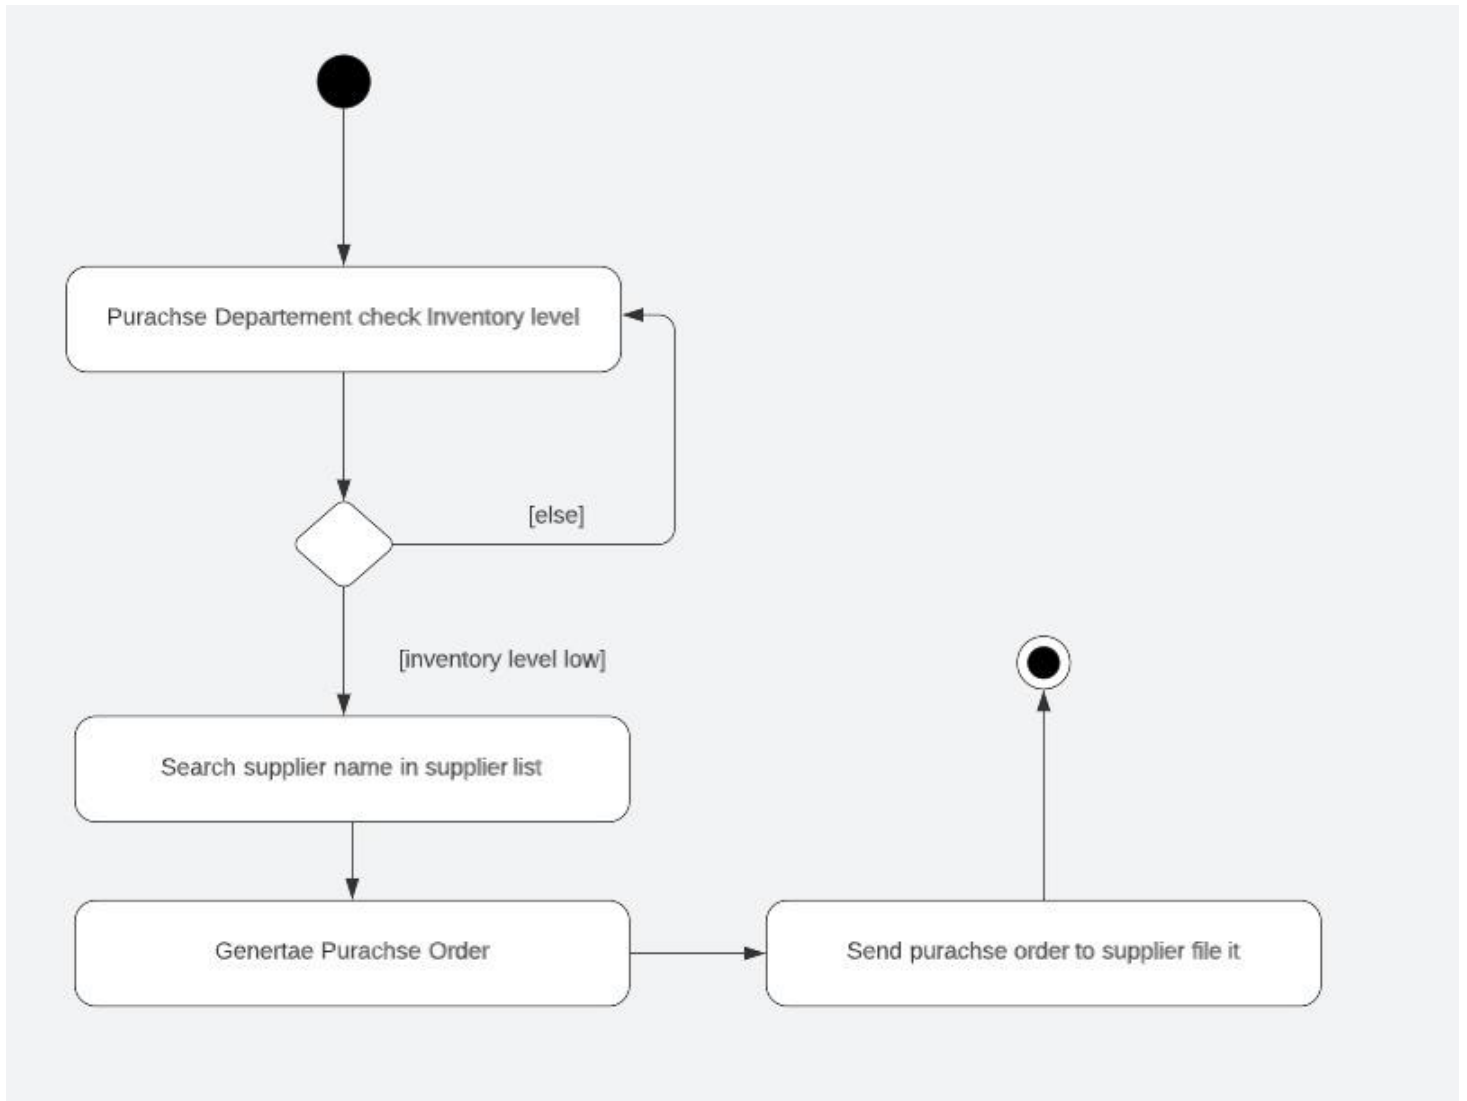 Purachse Departement check Inventory level
[else]
[inventory level low]
Search supplier name in supplier list
Genertae Purachse Order
Send purachse order to supplier file it